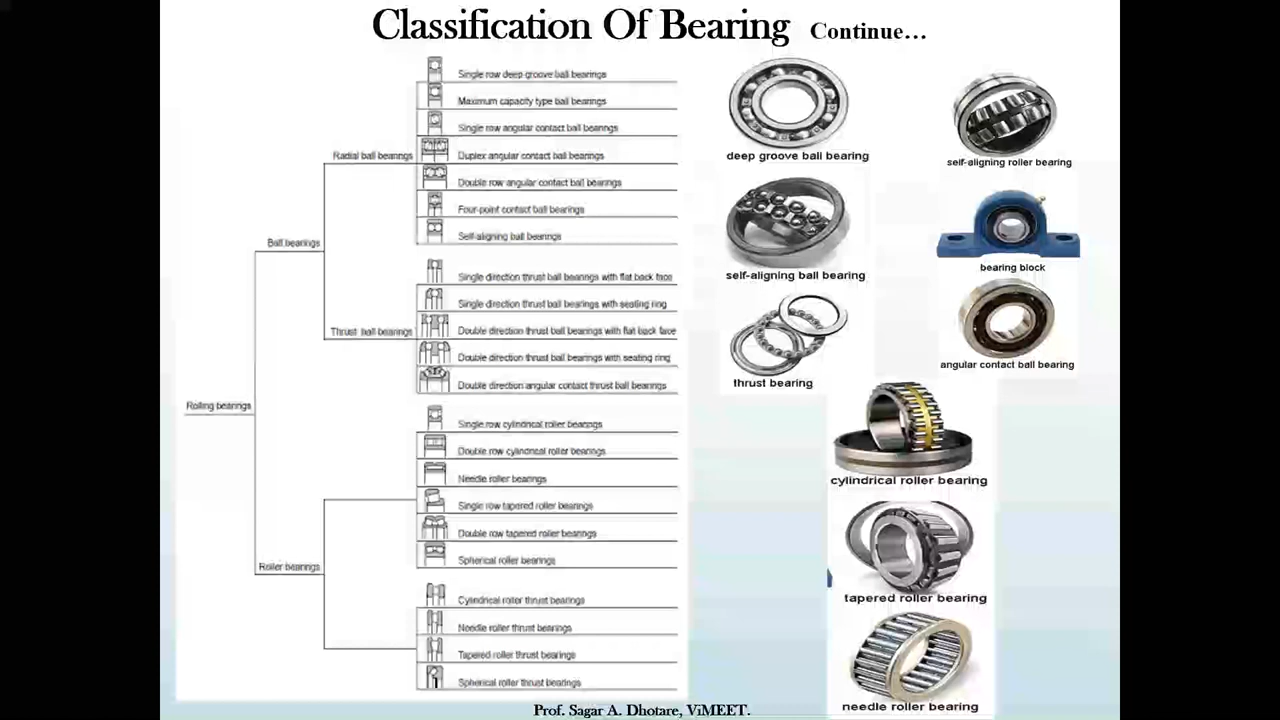 Classification Of Bearing Continue…
Single row deep groove ball bearings
Maximum capacity type ball bearings
Single row angular contact ball bearings
Radial ball bearings
Duplex angular contact ball bearings
Double row angular contact ball bearings
Four-point contact ball bearings
Self-aligning ball bearings
Ball bearings
Single direction thrust ball bearings with flat back face
Single direction thrust ball bearings with seating ring
Thrust ball bearings
Double direction thrust ball bearings with flat back face
Double direction thrust ball bearings with seating ring
Double direction angular contact thrust ball bearings
Rolling bearings
Single row cylindrical roller bearings
Double row cylindrical roller bearings
Needle roller bearings
Single row tapered roller bearings
Double row tapered roller bearings
Spherical roller bearings
Roller bearings
Cylindrical roller thrust bearings
Needle roller thrust bearings
Tapered roller thrust bearings
Spherical roller thrust bearings
deep groove ball bearing
self-aligning roller bearing
self-aligning ball bearing
bearing block
thrust bearing
angular contact ball bearing
cylindrical roller bearing
tapered roller bearing
needle roller bearing
Prof. Sagar A. Dhotare, ViMEET.